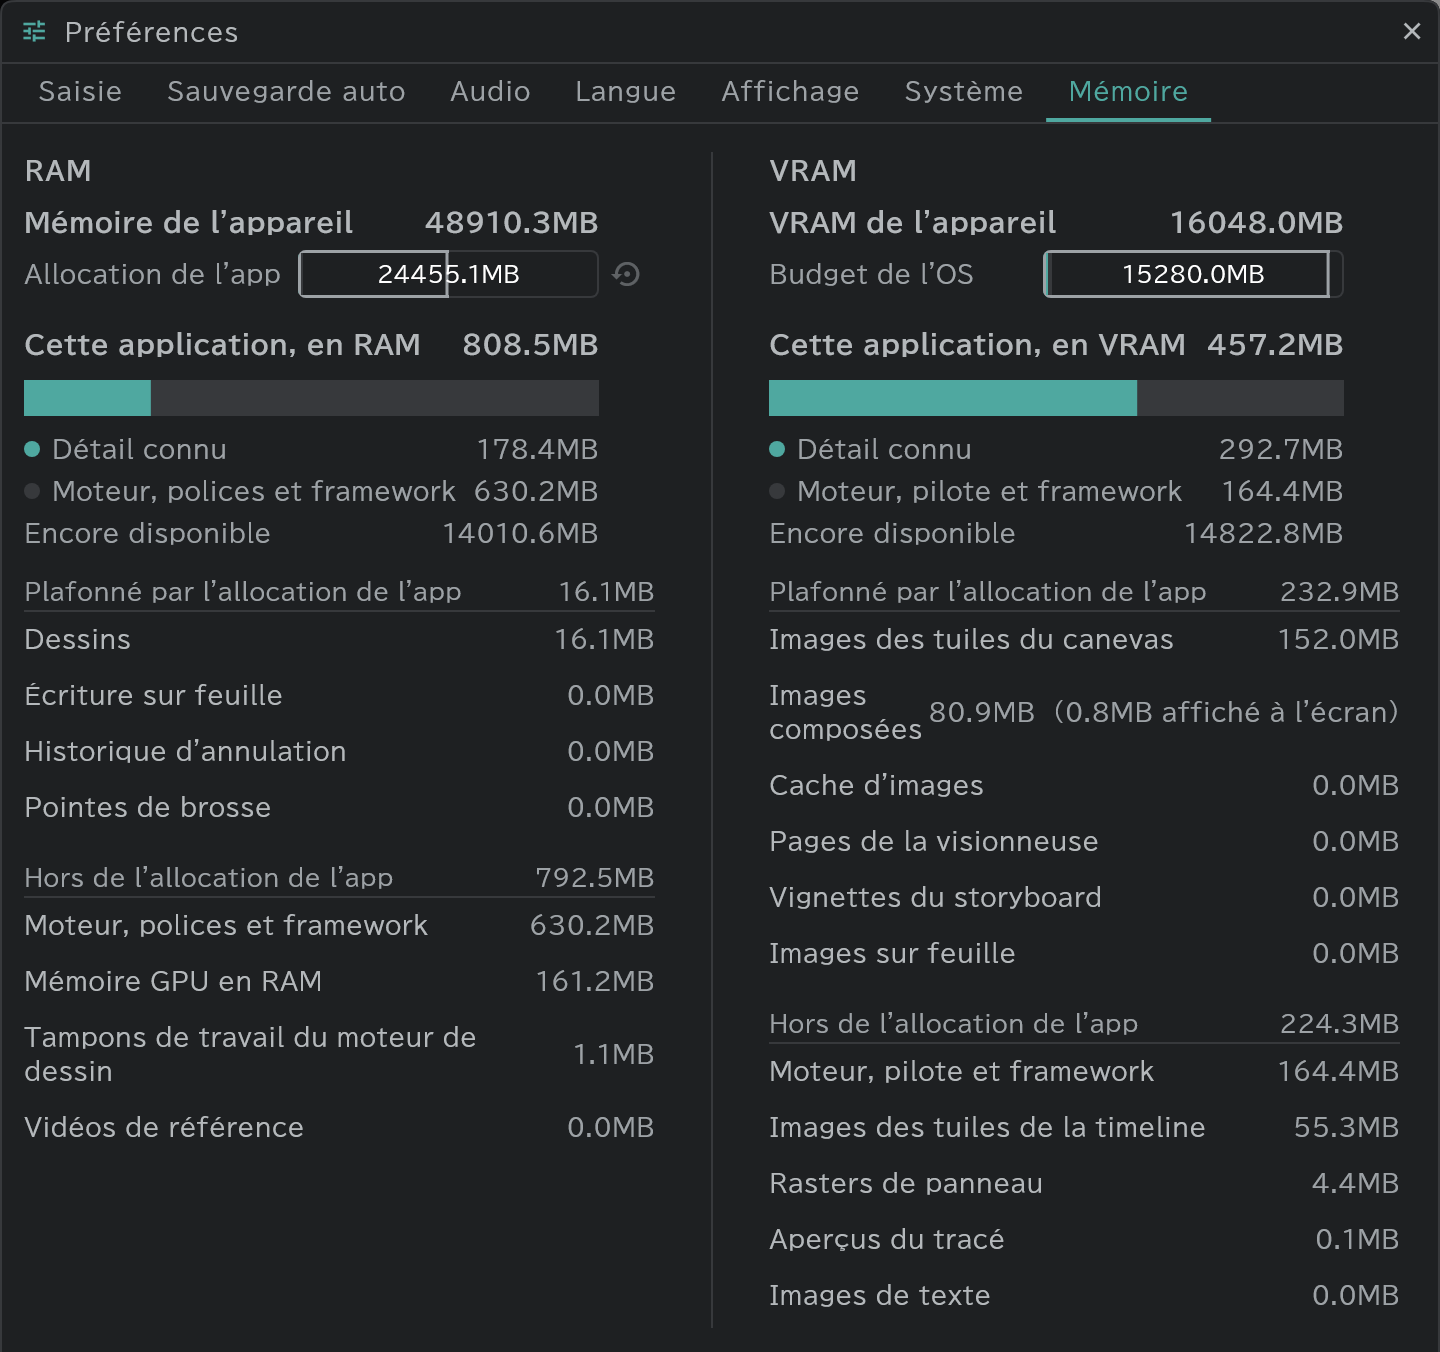 Préférences
Saisie Sauvegarde auto Audio Langue Affichage Système Mémoire
RAM
Mémoire de l’appareil 48910.3MB
Allocation de l’app 24455.1MB
Cette application, en RAM 808.5MB
Détail connu 178.4MB
Moteur, polices et framework 630.2MB
Encore disponible 14010.6MB
Plafonné par l’allocation de l’app 16.1MB
Dessins 16.1MB
Écriture sur feuille 0.0MB
Historique d’annulation 0.0MB
Pointes de brosse 0.0MB
Hors de l’allocation de l’app 792.5MB
Moteur, polices et framework 630.2MB
Mémoire GPU en RAM 161.2MB
Tampons de travail du moteur de
dessin 1.1MB
Vidéos de référence 0.0MB
VRAM
VRAM de l’appareil 16048.0MB
Budget de l’OS 15280.0MB
Cette application, en VRAM 457.2MB
Détail connu 292.7MB
Moteur, pilote et framework 164.4MB
Encore disponible 14822.8MB
Plafonné par l’allocation de l’app 232.9MB
Images des tuiles du canevas 152.0MB
Images
composées 80.9MB (0.8MB affiché à l’écran)
Cache d’images 0.0MB
Pages de la visionneuse 0.0MB
Vignettes du storyboard 0.0MB
Images sur feuille 0.0MB
Hors de l’allocation de l’app 224.3MB
Moteur, pilote et framework 164.4MB
Images des tuiles de la timeline 55.3MB
Rasters de panneau 4.4MB
Aperçus du tracé 0.1MB
Images de texte 0.0MB